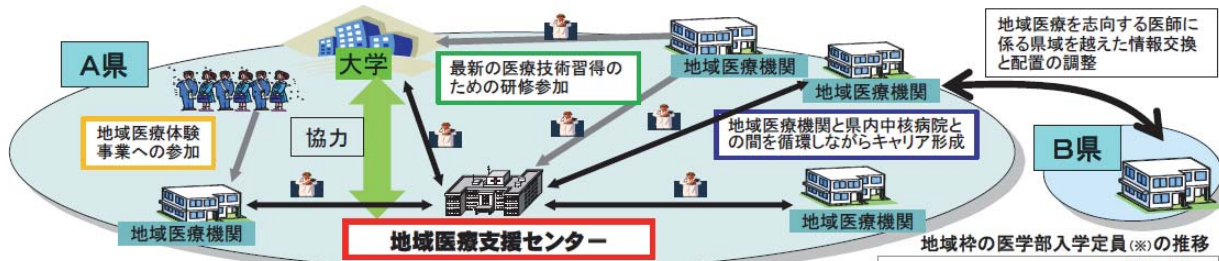 A県
大学
最新の医療技術習得の
ための研修参加
地域医療機関
地域医療機関
地域医療を志向する医師に
係る県域を越えた情報交換
と配置の調整
地域医療体験
事業への参加
協力
地域医療機関と県内中核病院と
の間を循環しながらキャリア形成
B県
地域医療機関
地域医療支援センター
地域医療機関
地域枠の医学部入学定員(※)の推移